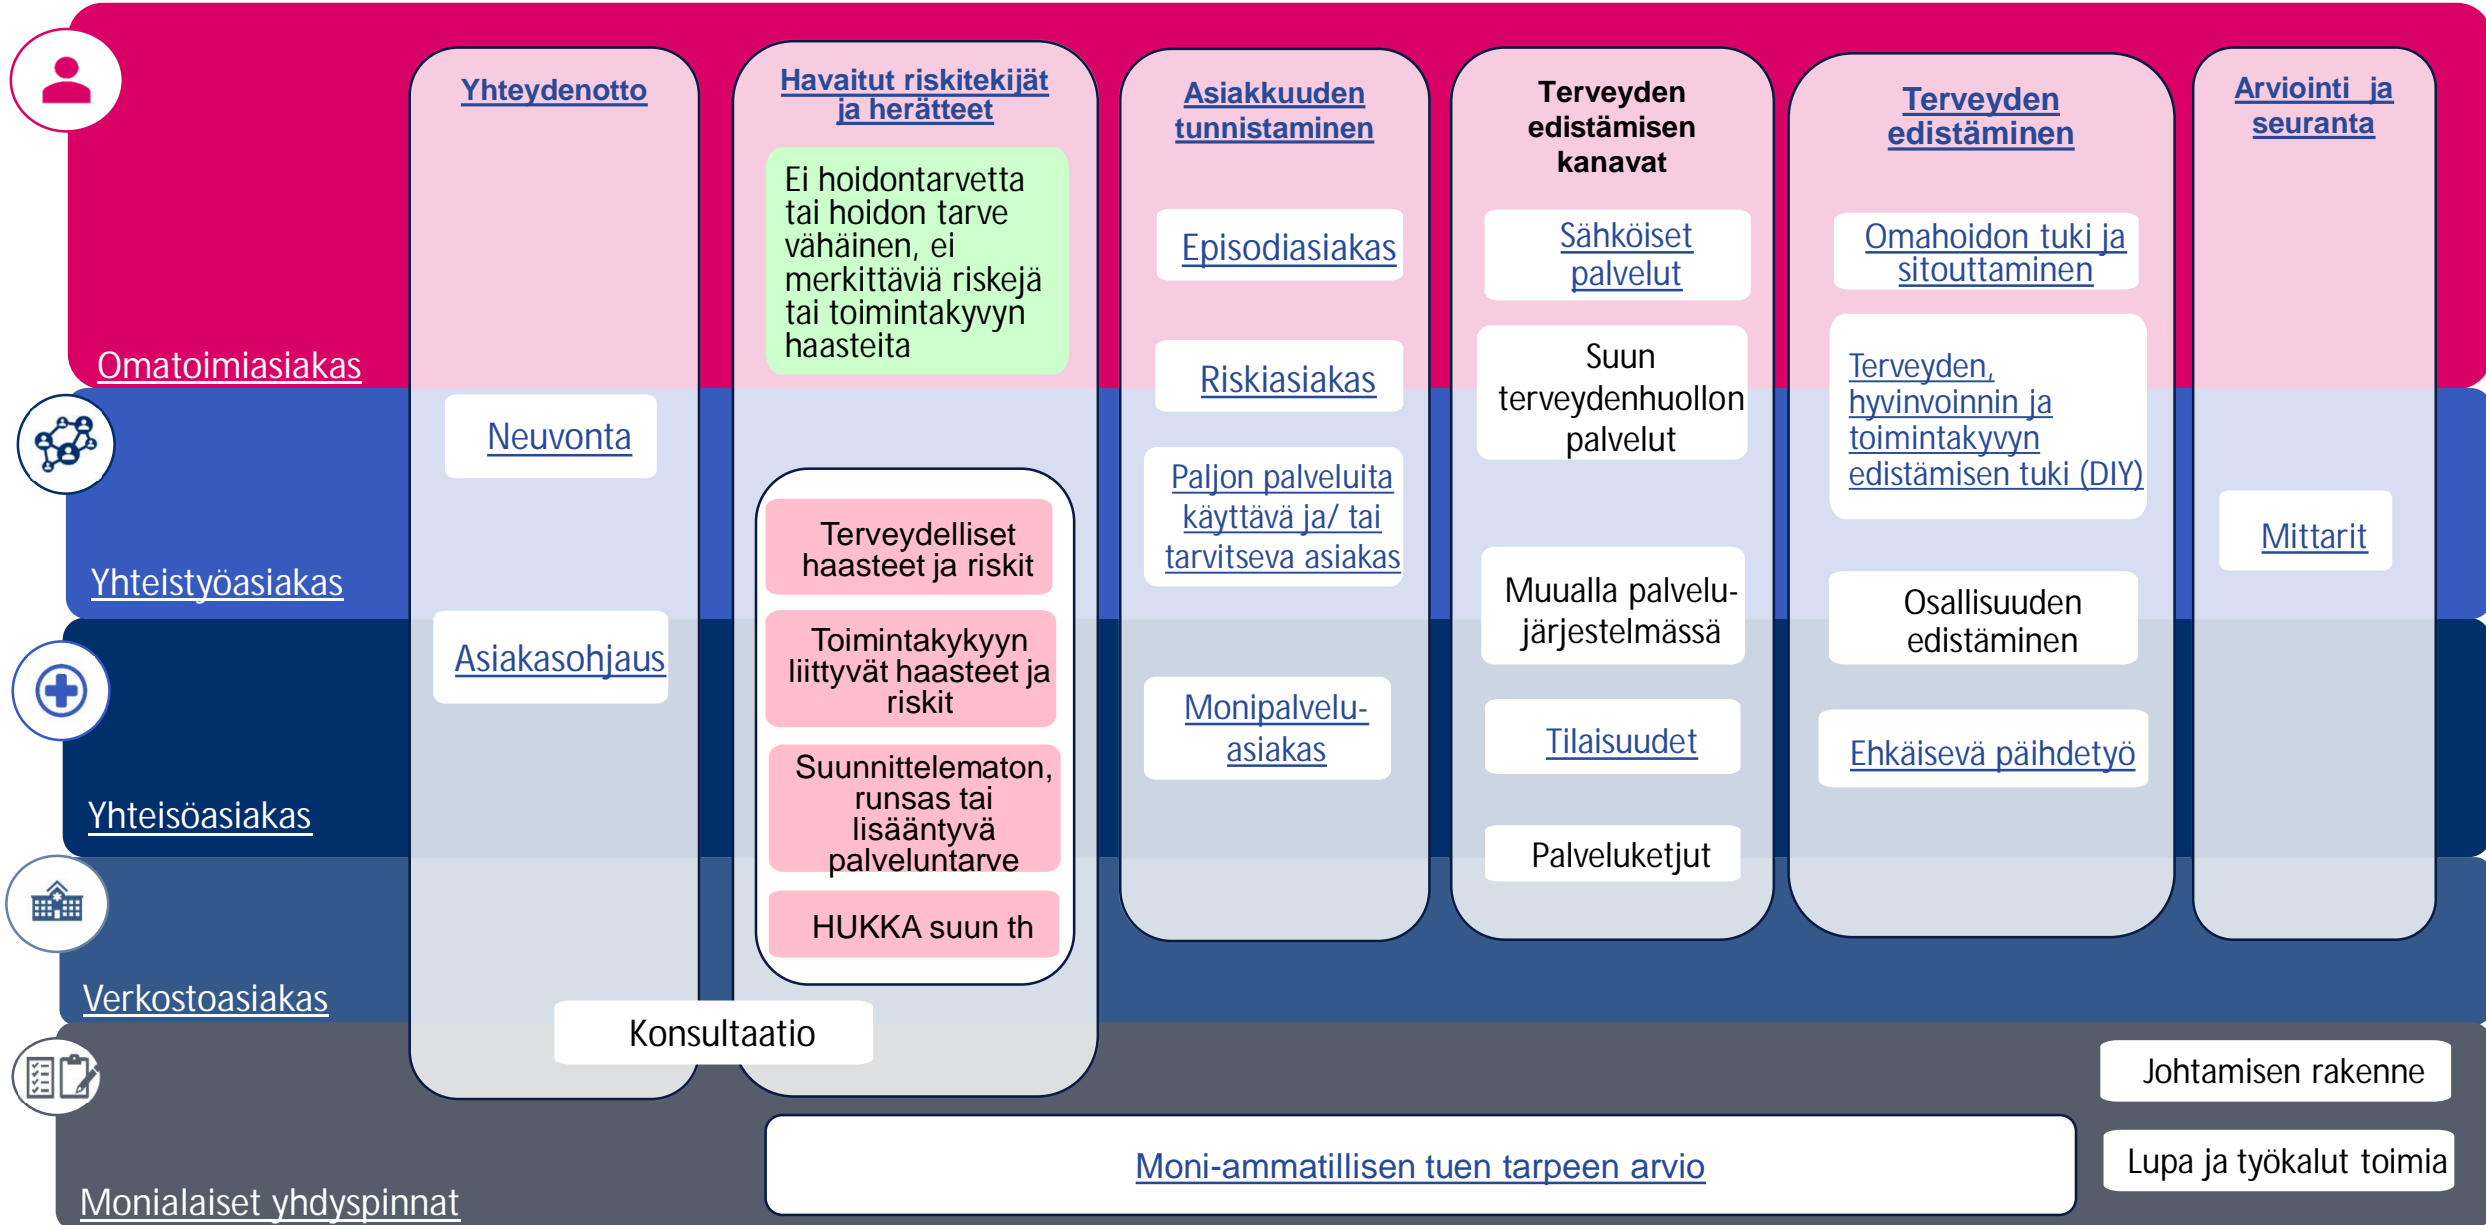 Yhteydenotto
Neuvonta
Asiakasohjaus
Havaitut riskitekijät
ja herätteet
Ei hoidontarvetta
tai hoidon tarve
vähäinen, ei
merkittäviä riskejä
tai toimintakyvyn
haasteita
Terveydelliset
haasteet ja riskit
Toimintakykyyn
liittyvät haasteet ja
riskit
Suunnittelematon,
runsas tai
lisääntyvä
palveluntarve
HUKKA suun th
Konsultaatio
Asiakkuuden
tunnistaminen
Episodiasiakas
Riskiasiakas
Paljon palveluita
käyttävä ja/ tai
tarvitseva asiakas
Monipalvelu-
asiakas
Terveyden
edistämisen
kanavat
Sähköiset
palvelut
Suun
terveydenhuollon
palvelut
Muualla palvelu-
järjestelmässä
Tilaisuudet
Palveluketjut
Terveyden
edistäminen
Omahoidon tuki ja
sitouttaminen
Terveyden,
hyvinvoinnin ja
toimintakyvyn
edistämisen tuki (DIY)
Osallisuuden
edistäminen
Ehkäisevä päihdetyö
Arviointi ja
seuranta
Mittarit
Omatoimiasiakas
Yhteistyöasiakas
Yhteisöasiakas
Verkostoasiakas
Monialaiset yhdyspinnat
Moni-ammatillisen tuen tarpeen arvio
Johtamisen rakenne
Lupa ja työkalut toimia